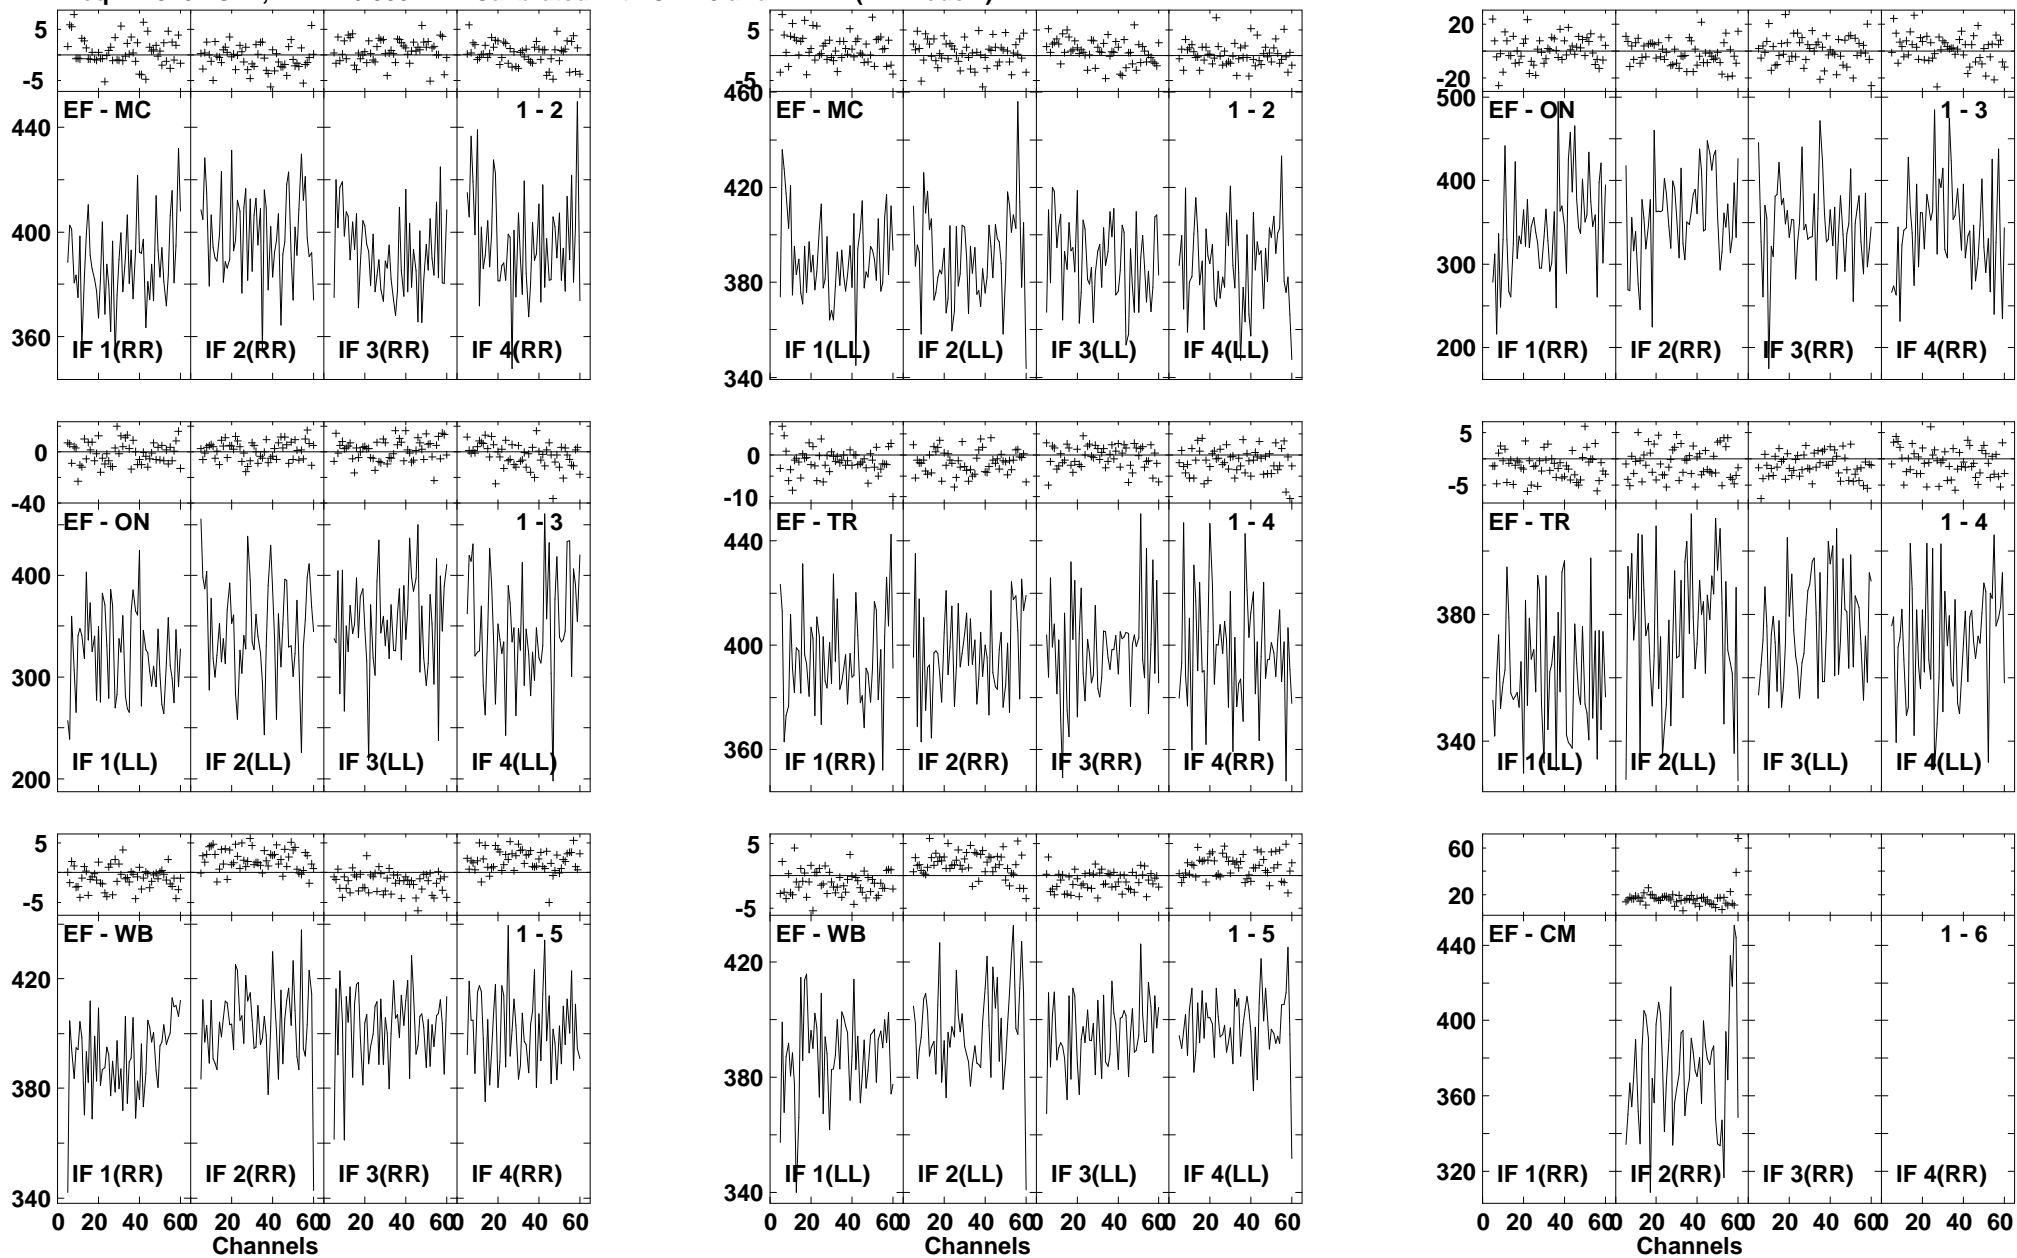 5 5 20
-5 -5 -20
460 500
EF - MC 1 - 2 EF - MC 1 - 2 EF - ON 1 - 3
440 420 400
400 380 300
360 340 200
IF 1(RR) IF 2(RR) IF 3(RR) IF 4(RR) IF 1(LL) IF 2(LL) IF 3(LL) IF 4(LL) IF 1(RR) IF 2(RR) IF 3(RR) IF 4(RR)
0 0 5
-40 -10 -5
EF - ON 1 - 3 EF - TR 1 - 4 EF - TR 1 - 4
400 440 380
300 400 340
200 360
IF 1(LL) IF 2(LL) IF 3(LL) IF 4(LL) IF 1(RR) IF 2(RR) IF 3(RR) IF 4(RR) IF 1(LL) IF 2(LL) IF 3(LL) IF 4(LL)
5 5 60
-5 -5 20
EF - WB 1 - 5 EF - WB 1 - 5 EF - CM 1 - 6
420 420 440
380 380 400
340 340 360
320
IF 1(RR) IF 2(RR) IF 3(RR) IF 4(RR) IF 1(LL) IF 2(LL) IF 3(LL) IF 4(LL) IF 1(RR) IF 2(RR) IF 3(RR) IF 4(RR)
0 20 40 60 0 20 40 60 0 20 40 60 0 20 40 60 0 20 40 60 0 20 40 60 0 20 40 60 0 20 40 60 0 20 40 60 0 20 40 60 0 20 40 60 0 20 40 60
Channels Channels